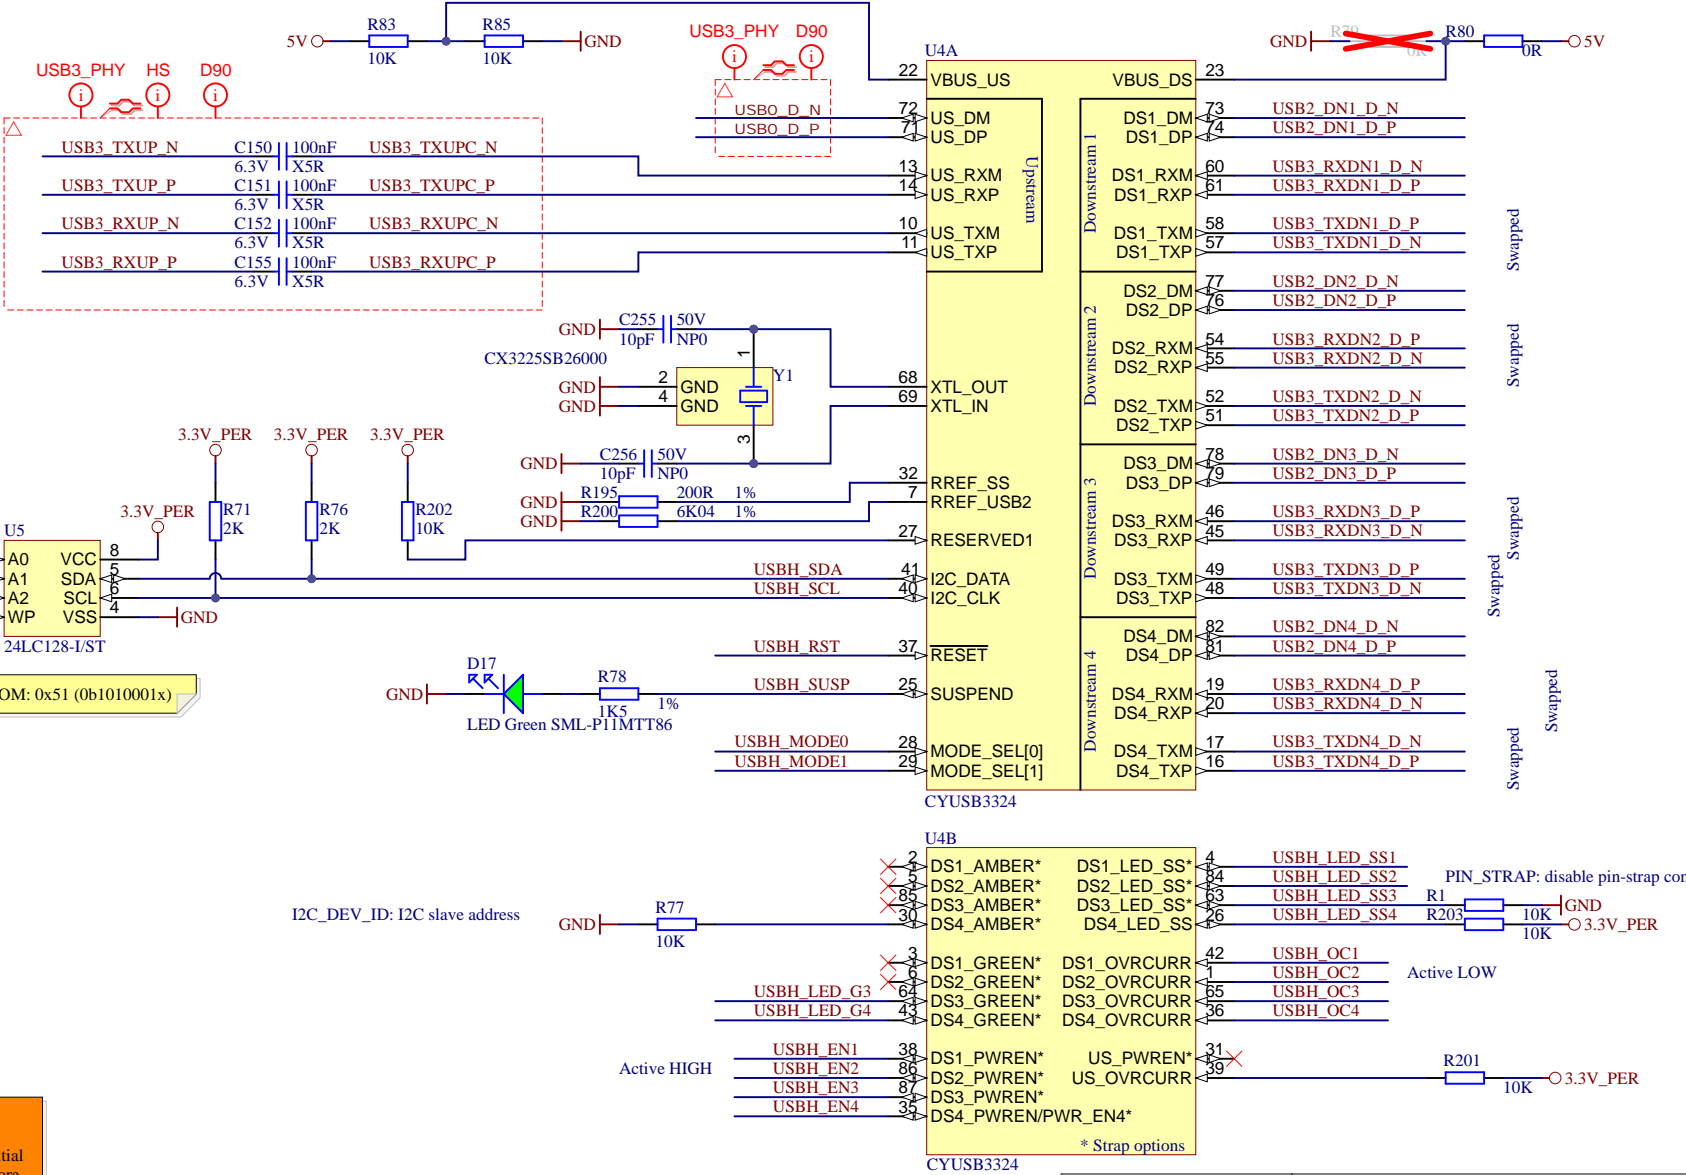 R83
R85
5V
GND
10K
10K
USB3_PHY
D90
i
i
U4A
GND
R80
5V
0R
0R
22
VBUS_US
VBUS_DS
23
USB3_PHY
HS
D90
i
i
i
USB0_D_N
72
US_DM
USB0_D_P
US_DP
USB3_TXUP_N
C150
100nF
USB3_TXUPC_N
13
US_RXM
6.3V
X5R
USB3_TXUP_P
C151
100nF
USB3_TXUPC_P
14
US_RXP
6.3V
X5R
USB3_RXUP_N
C152
100nF
USB3_RXUPC_N
10
US_TXM
6.3V
X5R
USB3_RXUP_P
C155
100nF
USB3_RXUPC_P
11
US_TXP
6.3V
X5R
Upstream
Downstream 1
DS1_DM
73
USB2_DN1_D_N
DS1_DP
74
USB2_DN1_D_P
DS1_RXM
60
USB3_RXDN1_D_N
DS1_RXP
61
USB3_RXDN1_D_P
DS1_TXM
58
USB3_TXDN1_D_P
DS1_TXP
57
USB3_TXDN1_D_N
Swapped
Downstream 2
DS2_DM
77
USB2_DN2_D_N
DS2_DP
76
USB2_DN2_D_P
DS2_RXM
54
USB3_RXDN2_D_P
DS2_RXP
55
USB3_RXDN2_D_N
Swapped
DS2_TXM
52
USB3_TXDN2_D_N
DS2_TXP
51
USB3_TXDN2_D_P
Downstream 3
DS3_DM
78
USB2_DN3_D_N
DS3_DP
79
USB2_DN3_D_P
DS3_RXM
46
USB3_RXDN3_D_P
DS3_RXP
45
USB3_RXDN3_D_N
Swapped
DS3_TXM
49
USB3_TXDN3_D_P
DS3_TXP
48
USB3_TXDN3_D_N
Swapped
Downstream 4
DS4_DM
82
USB2_DN4_D_N
DS4_DP
81
USB2_DN4_D_P
DS4_RXM
19
USB3_RXDN4_D_P
DS4_RXP
20
USB3_RXDN4_D_N
Swapped
DS4_TXM
17
USB3_TXDN4_D_N
DS4_TXP
16
USB3_TXDN4_D_P
Swapped
GND
C255
50V
10pF
NP0
CX3225SB26000
1
Y1
GND
2
GND
GND
4
GND
3
68
XTL_OUT
69
XTL_IN
GND
C256
50V
10pF
NP0
32
RREF_SS
GND
R195
200R
1%
7
RREF_USB2
GND
R200
6K04
1%
3.3V_PER
3.3V_PER
3.3V_PER
3.3V_PER
R71
2K
R76
2K
R202
10K
27
RESERVED1
U5
A0
VCC
8
A1
SDA
5
A2
SCL
6
WP
VSS
4
GND
24LC128-I/ST
USBH_SDA
41
I2C_DATA
USBH_SCL
40
I2C_CLK
USBH_RST
37
RESET
OM: 0x51 (0b1010001x)
D17
GND
R78
1K5
1%
USBH_SUSP
25
SUSPEND
LED Green SML-P11MTT86
USBH_MODE0
28
MODE_SEL[0]
USBH_MODE1
29
MODE_SEL[1]
CYUSB3324
U4B
2
DS1_AMBER*
5
DS2_AMBER*
85
DS3_AMBER*
30
DS4_AMBER*
I2C_DEV_ID: I2C slave address
GND
R77
10K
DS1_LED_SS*
4
USBH_LED_SS1
DS2_LED_SS*
84
USBH_LED_SS2
DS3_LED_SS*
63
USBH_LED_SS3
DS4_LED_SS
26
USBH_LED_SS4
PIN_STRAP: disable pin-strap con
R1
10K
GND
R203
10K
3.3V_PER
3
DS1_GREEN*
6
DS2_GREEN*
USBH_LED_G3
64
DS3_GREEN*
USBH_LED_G4
43
DS4_GREEN*
DS1_OVRCURR
42
USBH_OC1
DS2_OVRCURR
1
USBH_OC2
DS3_OVRCURR
65
USBH_OC3
DS4_OVRCURR
36
USBH_OC4
Active LOW
Active HIGH
USBH_EN1
38
DS1_PWREN*
USBH_EN2
86
DS2_PWREN*
USBH_EN3
87
DS3_PWREN*
USBH_EN4
35
DS4_PWREN/PWR_EN4*
US_PWREN*
31
US_OVRCURR
39
R201
10K
3.3V_PER
* Strap options
CYUSB3324
tial